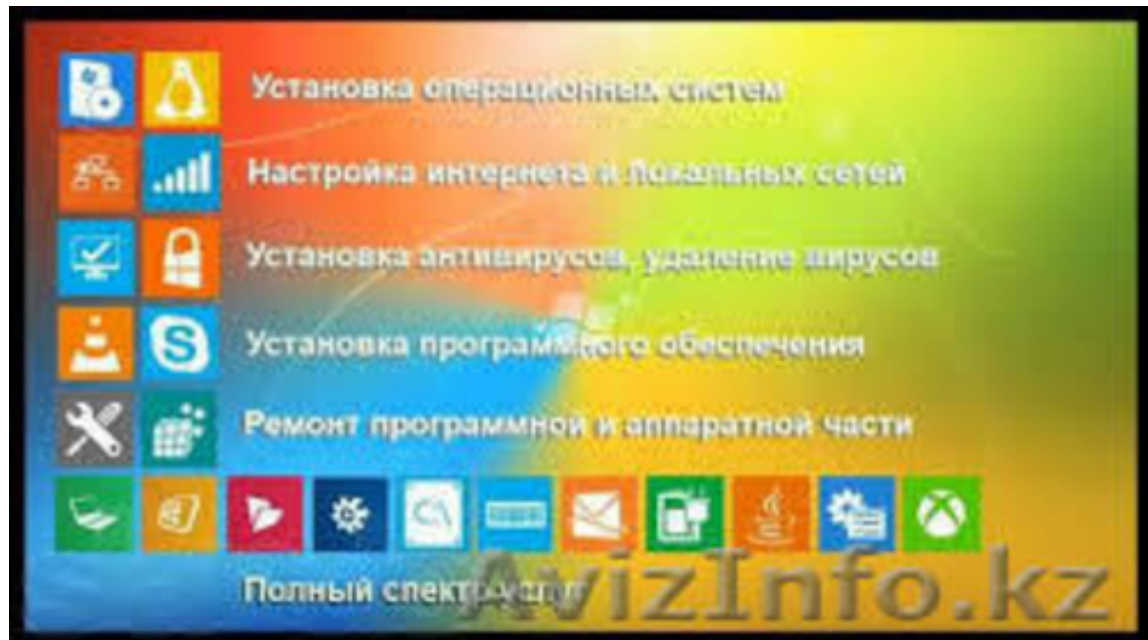 Установка операционных систем
Настройка интернета и локальных сетей
Установка антивирусов, удаление вирусов
S
Установка программного обеспечения
Ремонт программной и аппаратной части
C:\
Полный спектр услуг
AvizInfo.kz